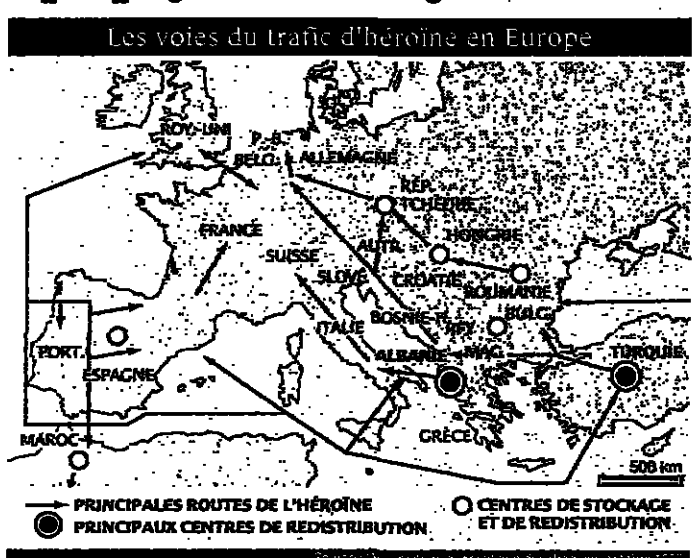 Les voies du trafic d'héroïne en Europe
ROY.-UNI
P.-B.
BELG.
ALLEMAGNE
RÉP. TCHÈQUE
FRANCE
AUTR.
HONGRIE
SUISSE
SLOVÉ.
CROATIE
ROUMANIE
BOSNIE-H.
BULG.
ITALIE
RFY
PORT.
ALBANIE
MAC.
TURQUIE
ESPAGNE
GRÈCE
MAROC
500 km
PRINCIPALES ROUTES DE L'HÉROÏNE
PRINCIPAUX CENTRES DE REDISTRIBUTION
CENTRES DE STOCKAGE
ET DE REDISTRIBUTION